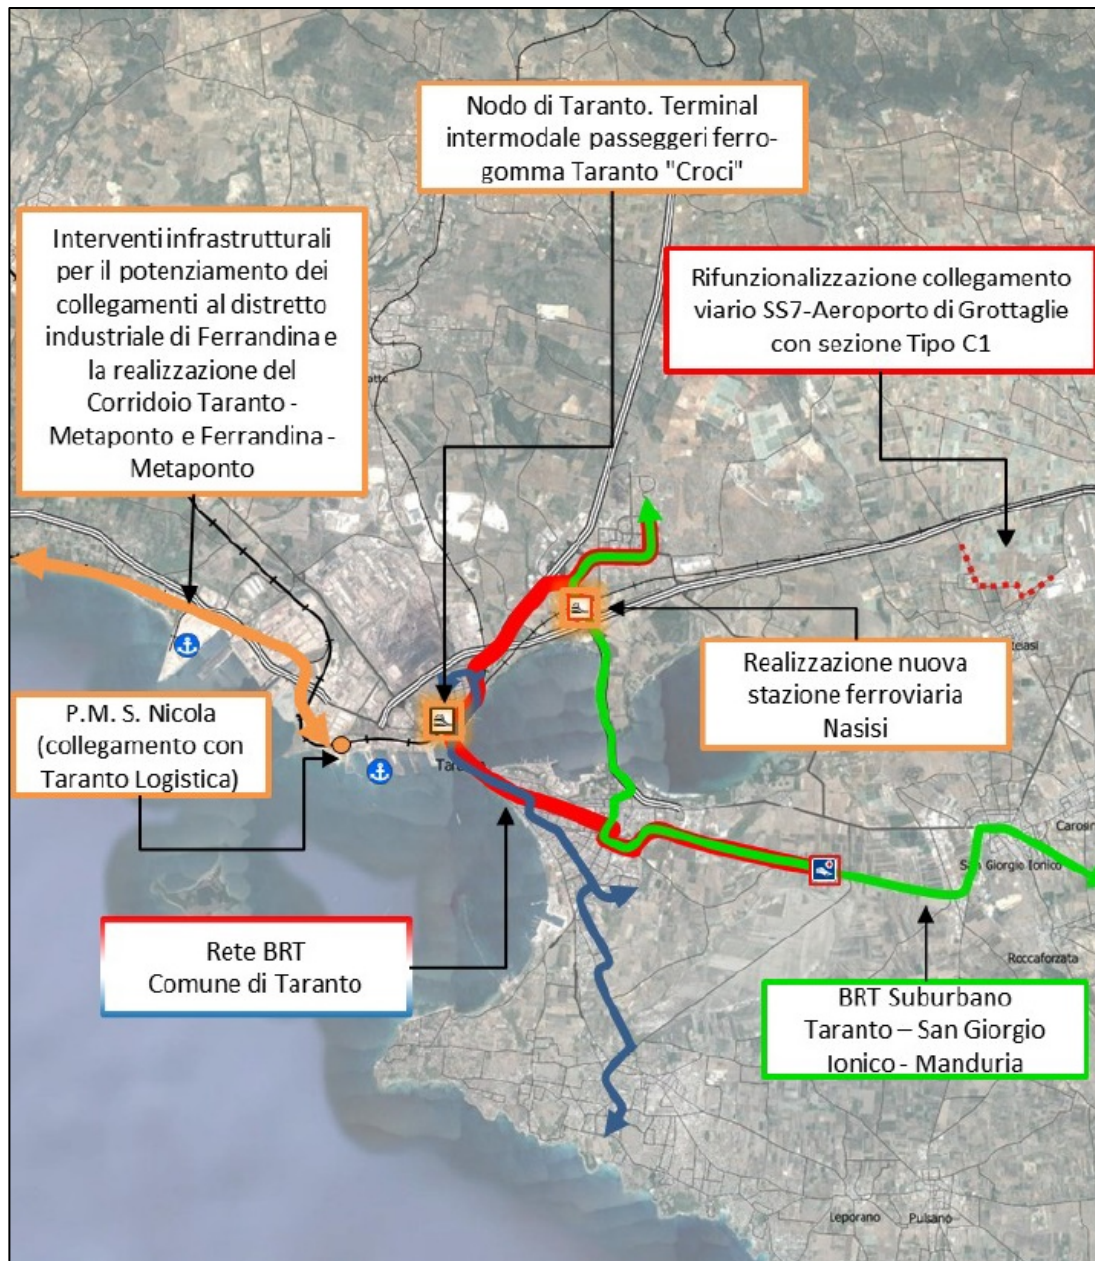 Nodo di Taranto. Terminal
intermodale passeggeri ferro-
gomma Taranto "Croci"
Interventi infrastrutturali
per il potenziamento dei
collegamenti al distretto
industriale di Ferrandina e
la realizzazione del
Corridoio Taranto -
Metaponto e Ferrandina -
Metaponto
Rifunzionalizzazione collegamento
viario SS7-Aeroporto di Grottaglie
con sezione Tipo C1
Realizzazione nuova
stazione ferroviaria
Nasisi
P.M. S. Nicola
(collegamento con
Taranto Logistica)
Carosin
San Giorgio Ionico
Roccaforzata
Rete BRT
Comune di Taranto
BRT Suburbano
Taranto – San Giorgio
Ionico - Manduria
Leporano
Pulsano